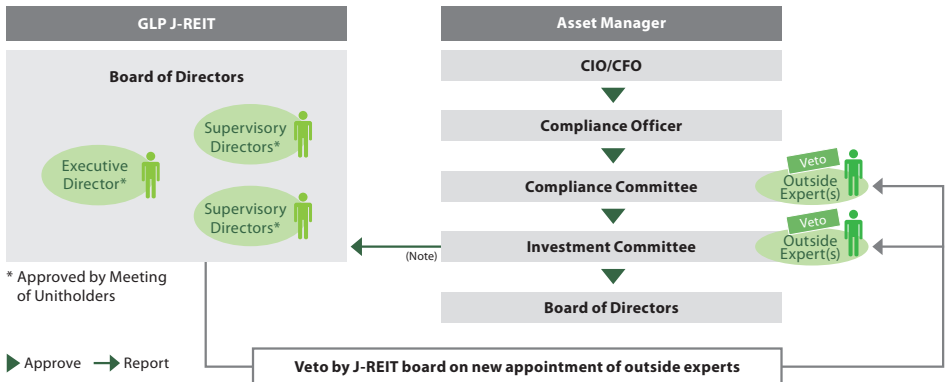 GLP J-REIT
Board of Directors
Supervisory
Directors*
Executive
Director*
Supervisory
Directors*
* Approved by Meeting
of Unitholders
Approve
Report
Asset Manager
CIO/CFO
Compliance Officer
Compliance Committee
Veto
Outside
Expert(s)
Investment Committee
Veto
Outside
Expert(s)
(Note)
Board of Directors
Veto by J-REIT board on new appointment of outside experts